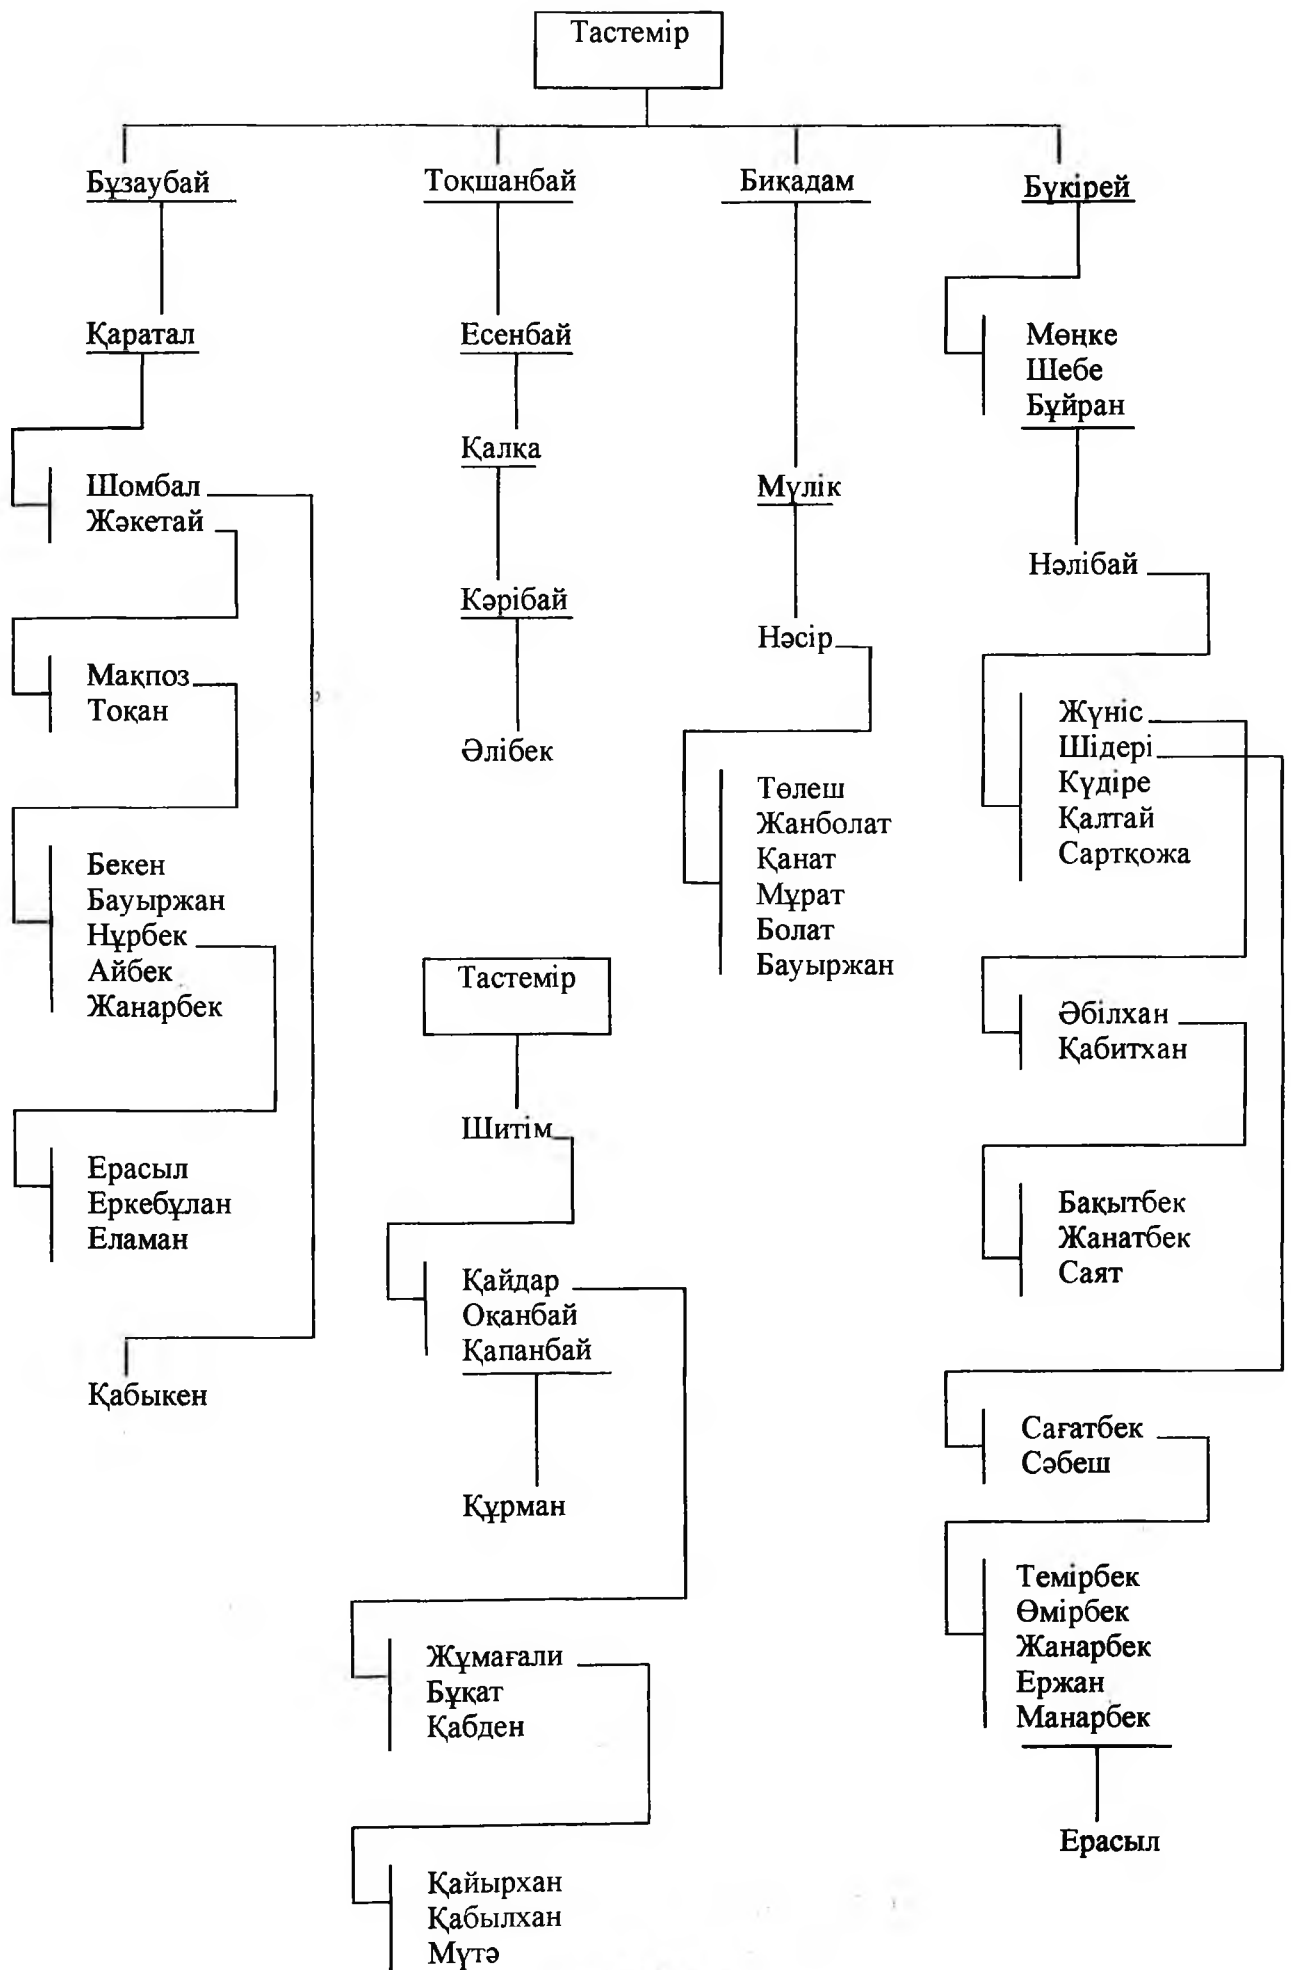 Тастемір
Бұзаубай
Тоқшанбай
Биқадам
Бүкірей
Қаратал
Есенбай
Мөңке
Шебе
Бұйран
Қалқа
Шомбал
Жәкетай
Мүлік
Нәлібай
Кәрібай
Нәсір
Мақпоз
Тоқан
Әлібек
Жүніс
Шідері
Күдіре
Қалтай
Сартқожа
Төлеш
Жанболат
Қанат
Мұрат
Болат
Бауыржан
Бекен
Бауыржан
Нұрбек
Айбек
Жанарбек
Тастемір
Әбілхан
Қабитхан
Шитім
Ерасыл
Еркебұлан
Еламан
Бақытбек
Жанатбек
Саят
Қайдар
Оқанбай
Қапанбай
Қабыкен
Сағатбек
Сәбеш
Құрман
Темірбек
Өмірбек
Жанарбек
Ержан
Манарбек
Жұмағали
Бұқат
Қабден
Ерасыл
Қайырхан
Қабылхан
Мүтә